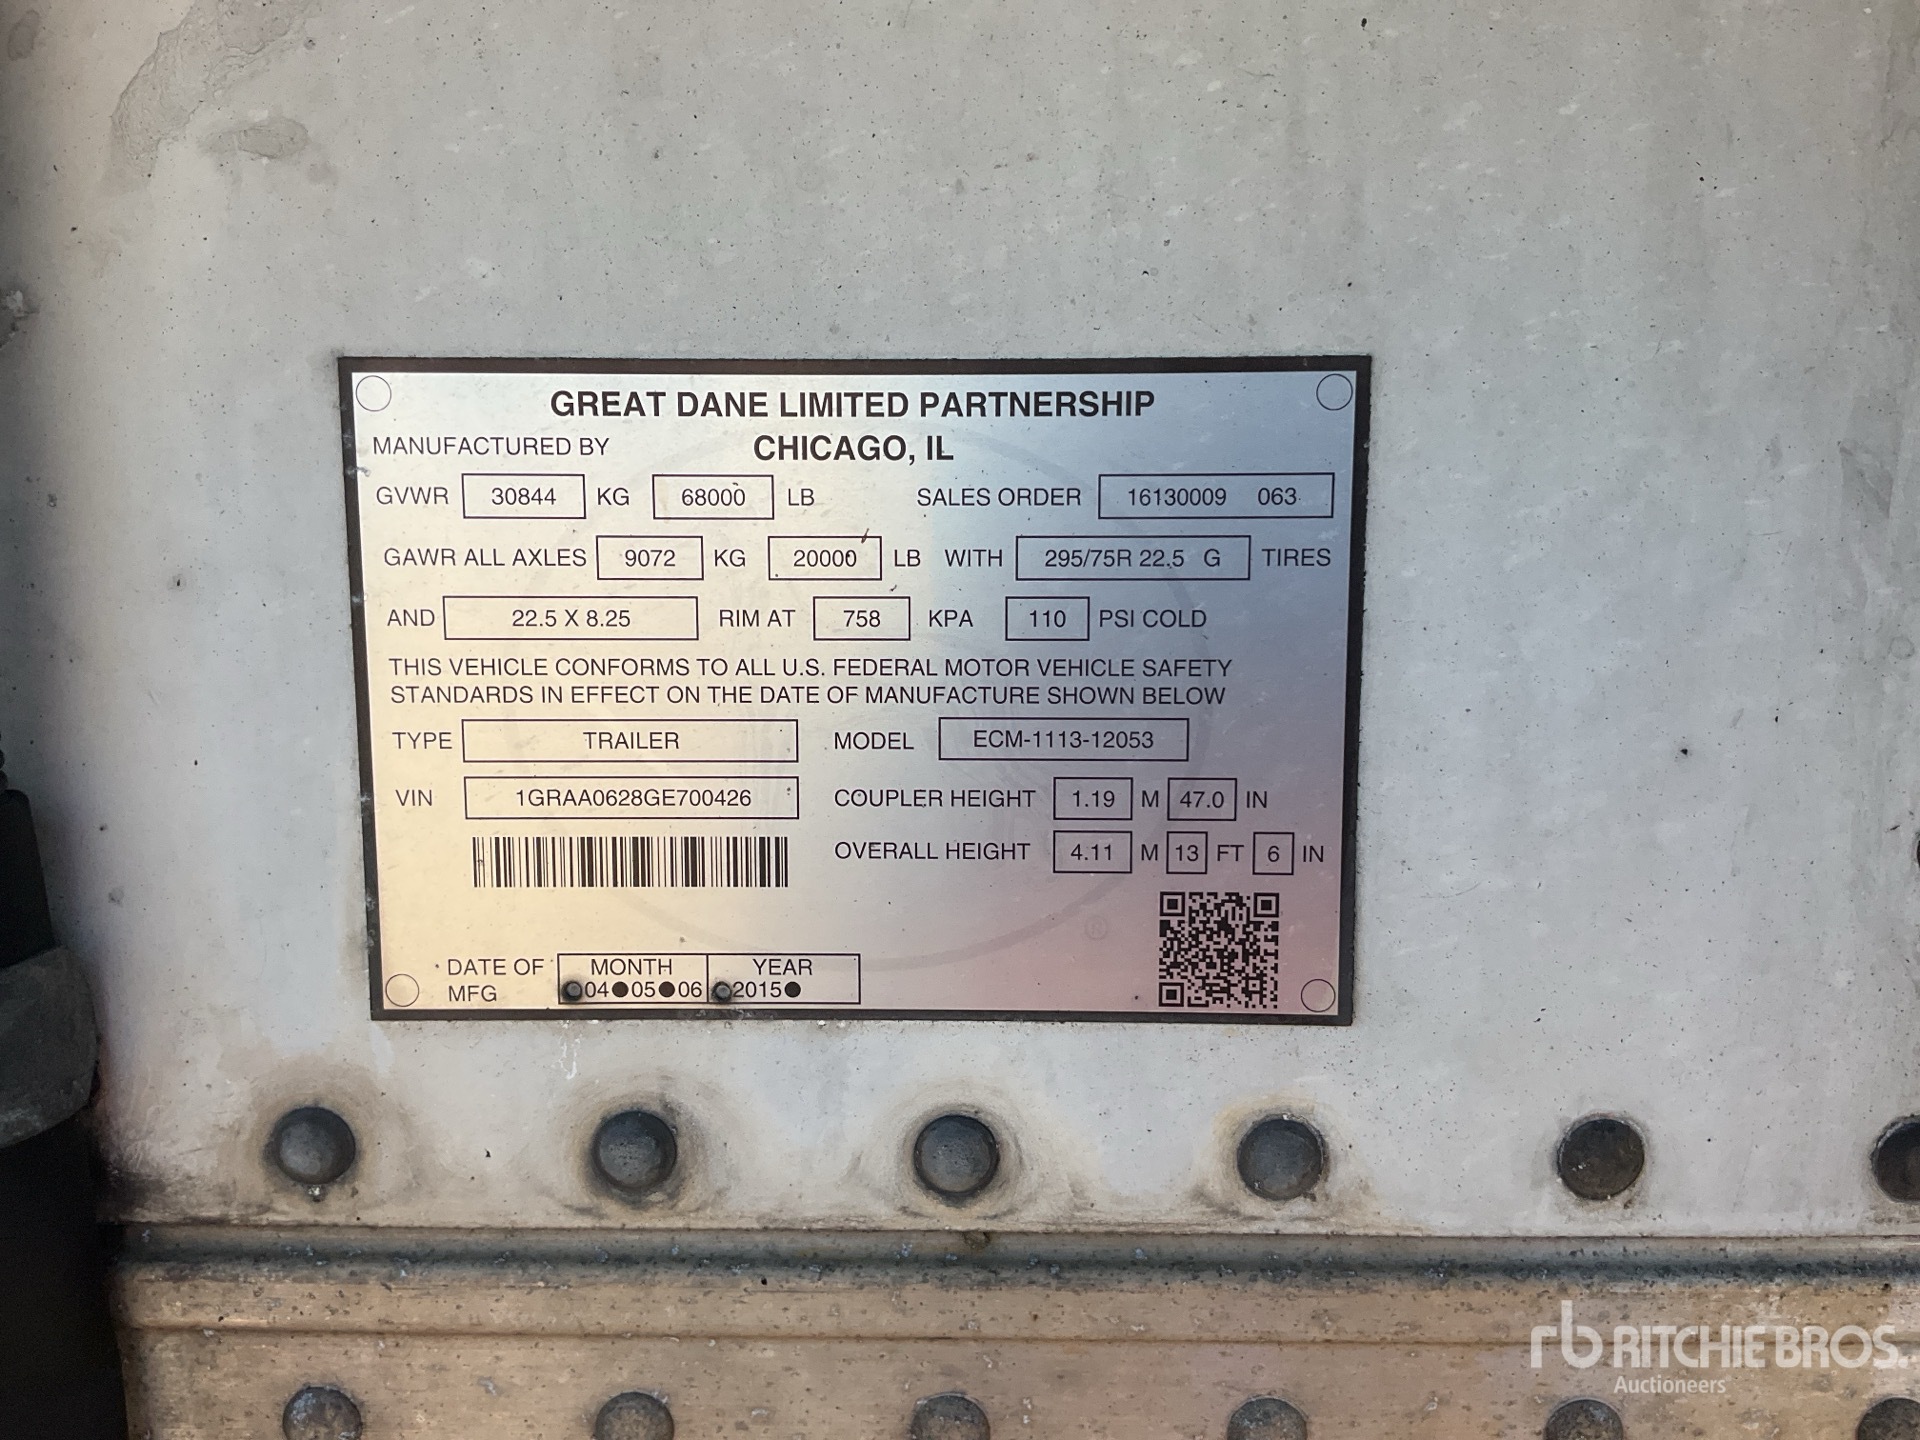 GREAT DANE LIMITED PARTNERSHIP
MANUFACTURED BY CHICAGO, IL
GVWR 30844 KG 68000 LB SALES ORDER 16130009 063
GAWR ALL AXLES 9072 KG 20000 LB WITH 295/75R 22.5 G TIRES
AND 22.5 X 8.25 RIM AT 758 KPA 110 PSI COLD
THIS VEHICLE CONFORMS TO ALL U.S. FEDERAL MOTOR VEHICLE SAFETY
STANDARDS IN EFFECT ON THE DATE OF MANUFACTURE SHOWN BELOW
TYPE TRAILER MODEL ECM-1113-12053
VIN 1GRAA0628GE700426 COUPLER HEIGHT 1.19 M 47.0 IN
OVERALL HEIGHT 4.11 M 13 FT 6 IN
®
DATE OF MONTH YEAR
MFG ●04●05●06 ●2015●
rb RITCHIE BROS.
Auctioneers